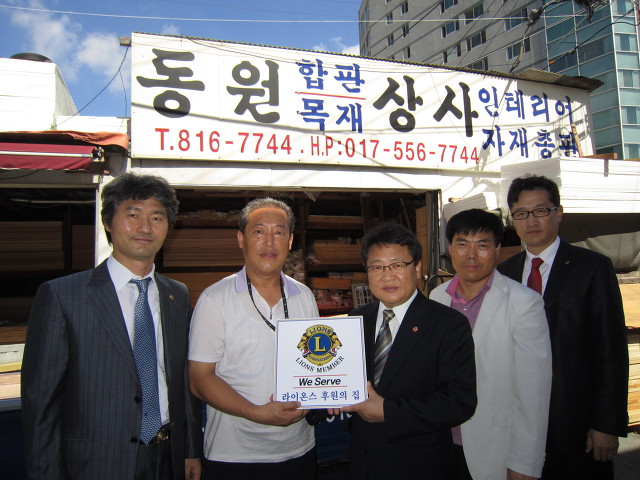 동원 합판 목재 상사 인테리어 자재총판
T.816-7744. H.P:017-556-7744
LIONS
L
INTERNATIONAL
LIONS MEMBER
We Serve
라이온스 후원의 집